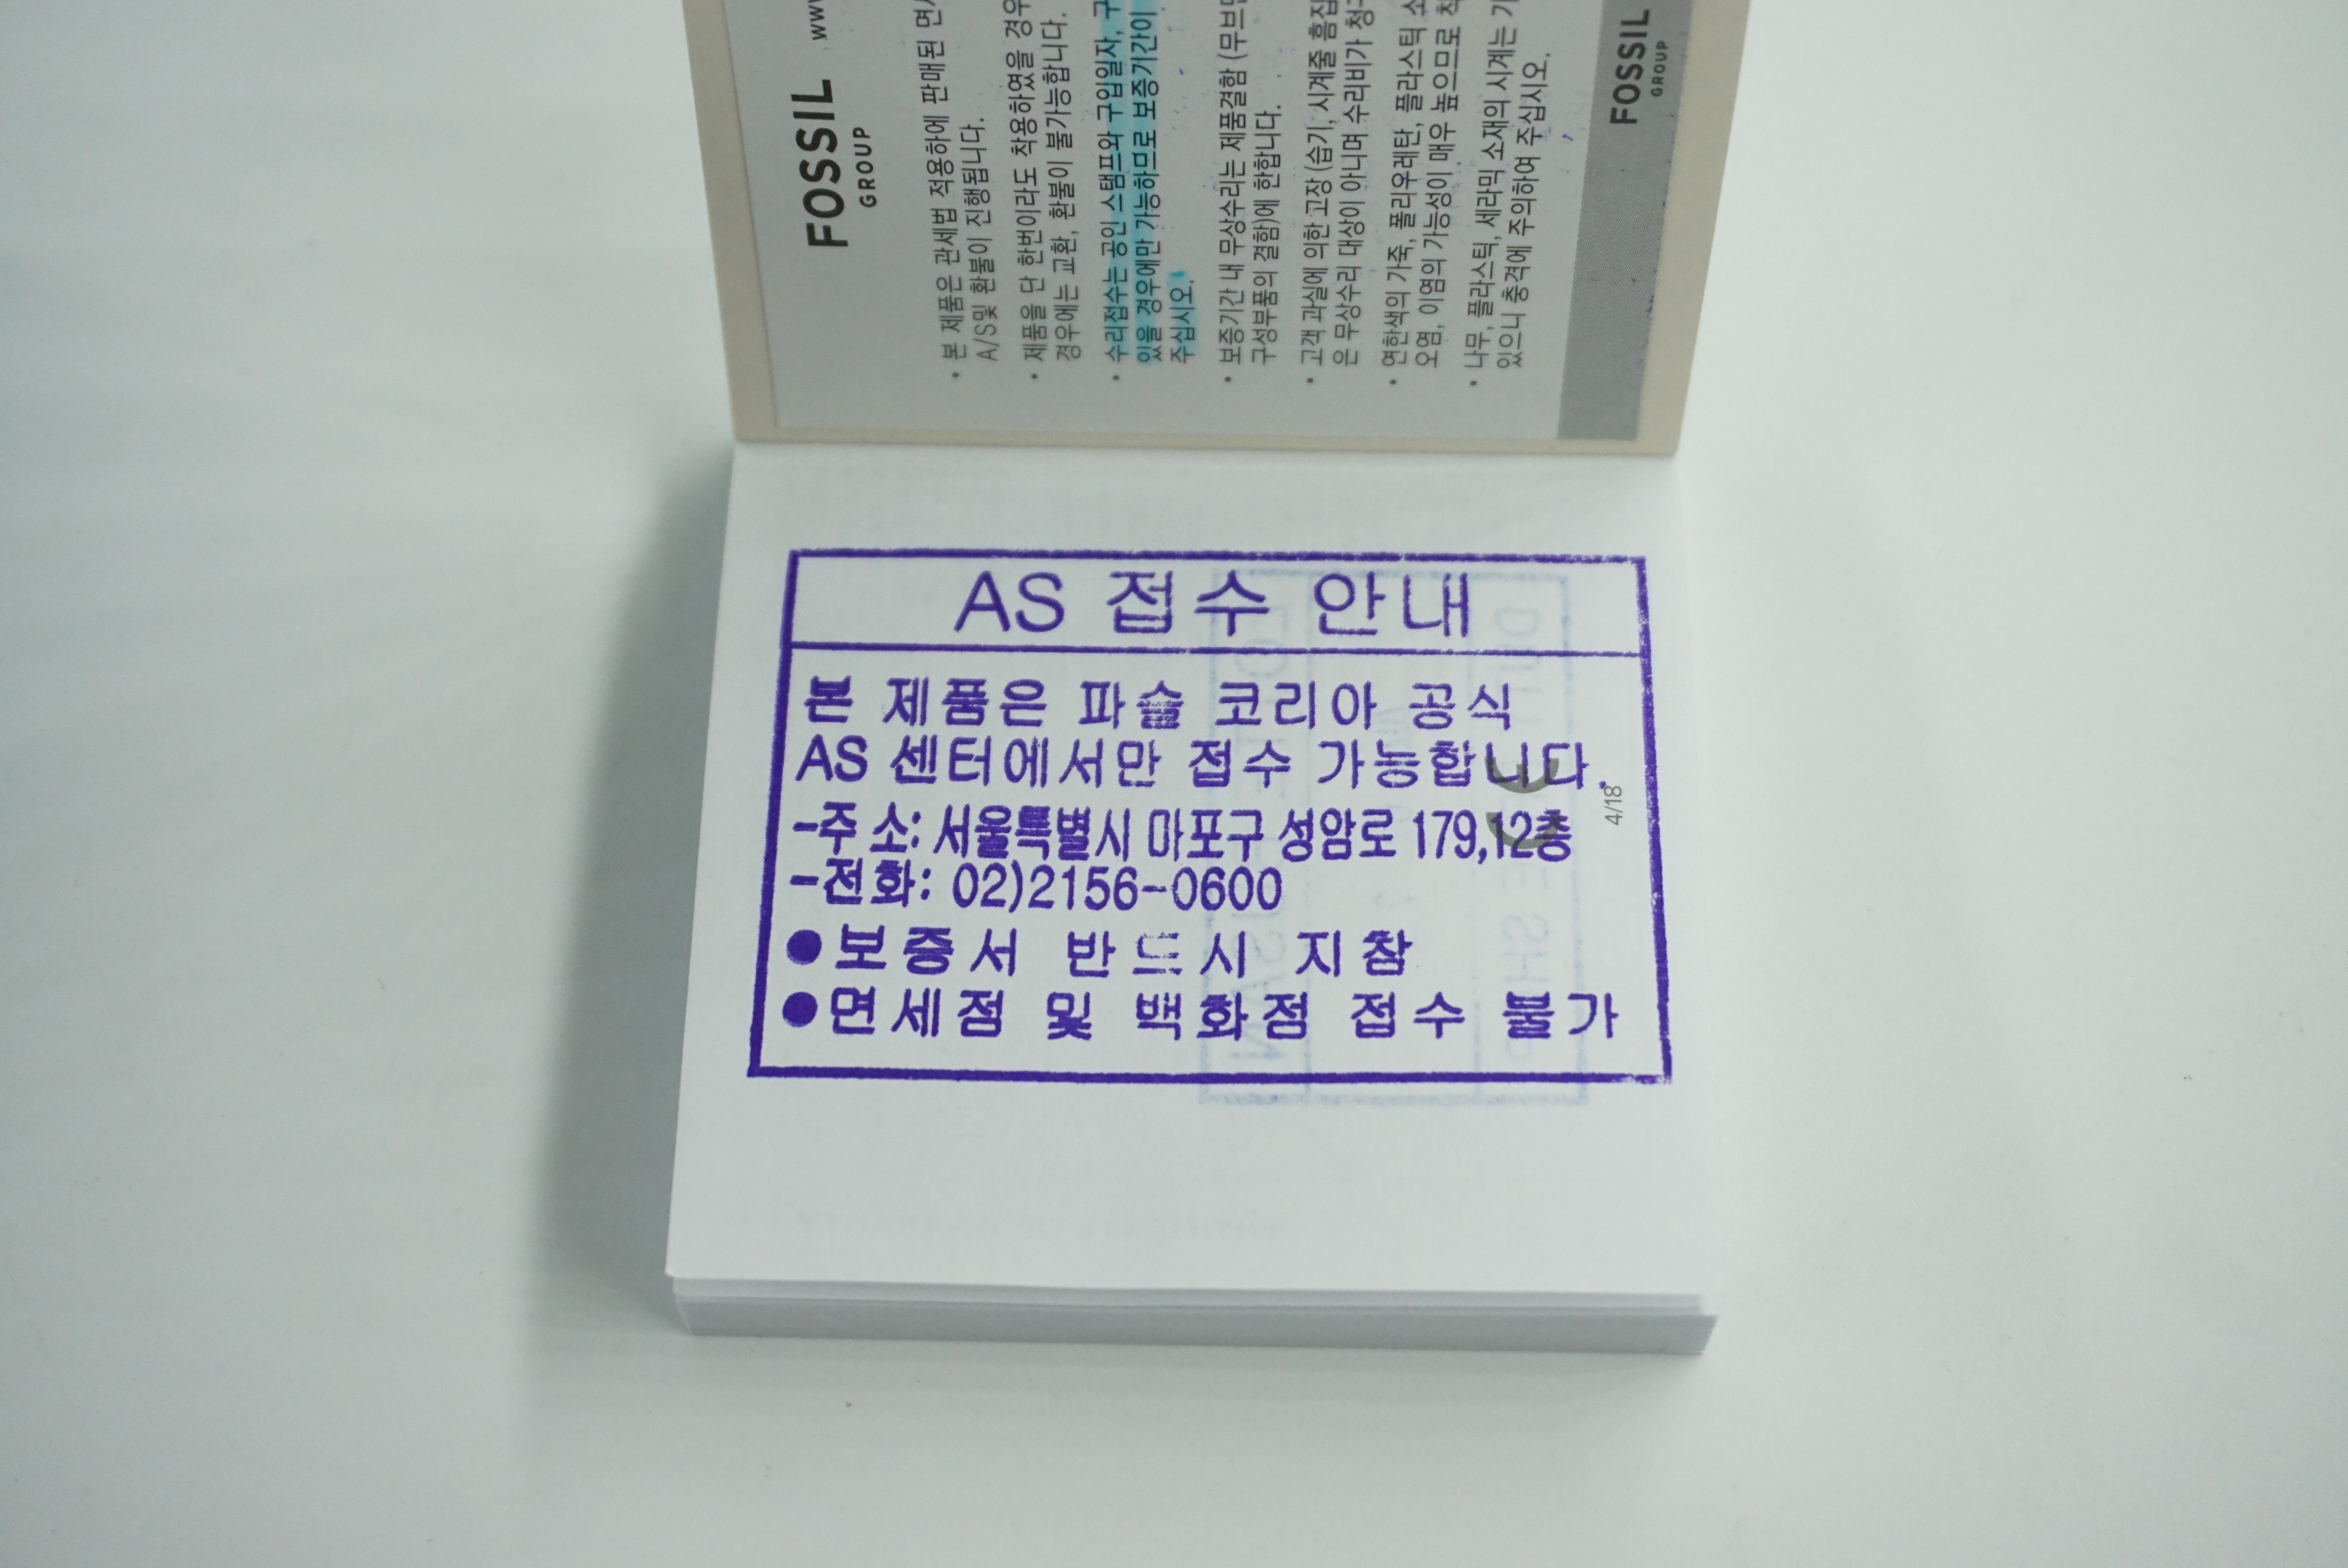 FOSSIL
GROUP
• 본 제품은 관세법 적용하에 판매된
A/S및 환불이 진행됩니다.
• 제품을 단 한번이라도 착용하였을
경우에는 교환, 환불이 불가능합니다.
• 수리접수는 공인 스탬프와 구입일자,
있을 경우에만 가능하므로 보증기간이
주십시오.
• 보증기간 내 무상수리는 제품결함
구성부품의 결함)에 한합니다.
• 고객 과실에 의한 고장 (습기, 시계줄 흠집
은 무상수리 대상이 아니며 수리비가
• 연한색의 가죽, 폴리우레탄, 플라스틱
오염, 이염의 가능성이 매우 높으므로
• 나무, 플라스틱, 세라믹 소재의 시계는
있으니 충격에 주의하여 주십시오.
FOSSIL
GROUP
AS 접수 안내
본 제품은 파슬 코리아 공식
AS 센터에서만 접수 가능합니다.
-주 소: 서울특별시 마포구 성암로 179,12층
-전화: 02)2156-0600
●보증서 반드시 지참
●면세점 및 백화점 접수 불가
4/18